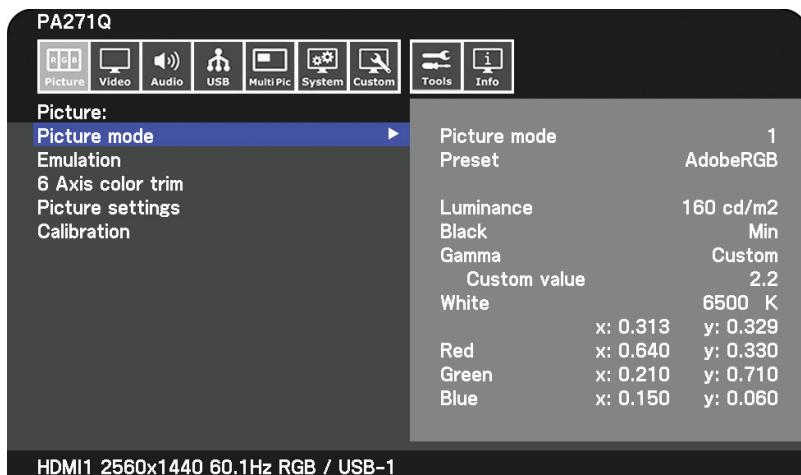 PA271Q
RGB
Picture Video Audio USB Multi Pic System Custom Tools Info
Picture:
Picture mode
Emulation
6 Axis color trim
Picture settings
Calibration
Picture mode 1
Preset AdobeRGB
Luminance 160 cd/m2
Black Min
Gamma Custom
Custom value 2.2
White 6500 K
x: 0.313 y: 0.329
Red x: 0.640 y: 0.330
Green x: 0.210 y: 0.710
Blue x: 0.150 y: 0.060
HDMI1 2560x1440 60.1Hz RGB / USB-1